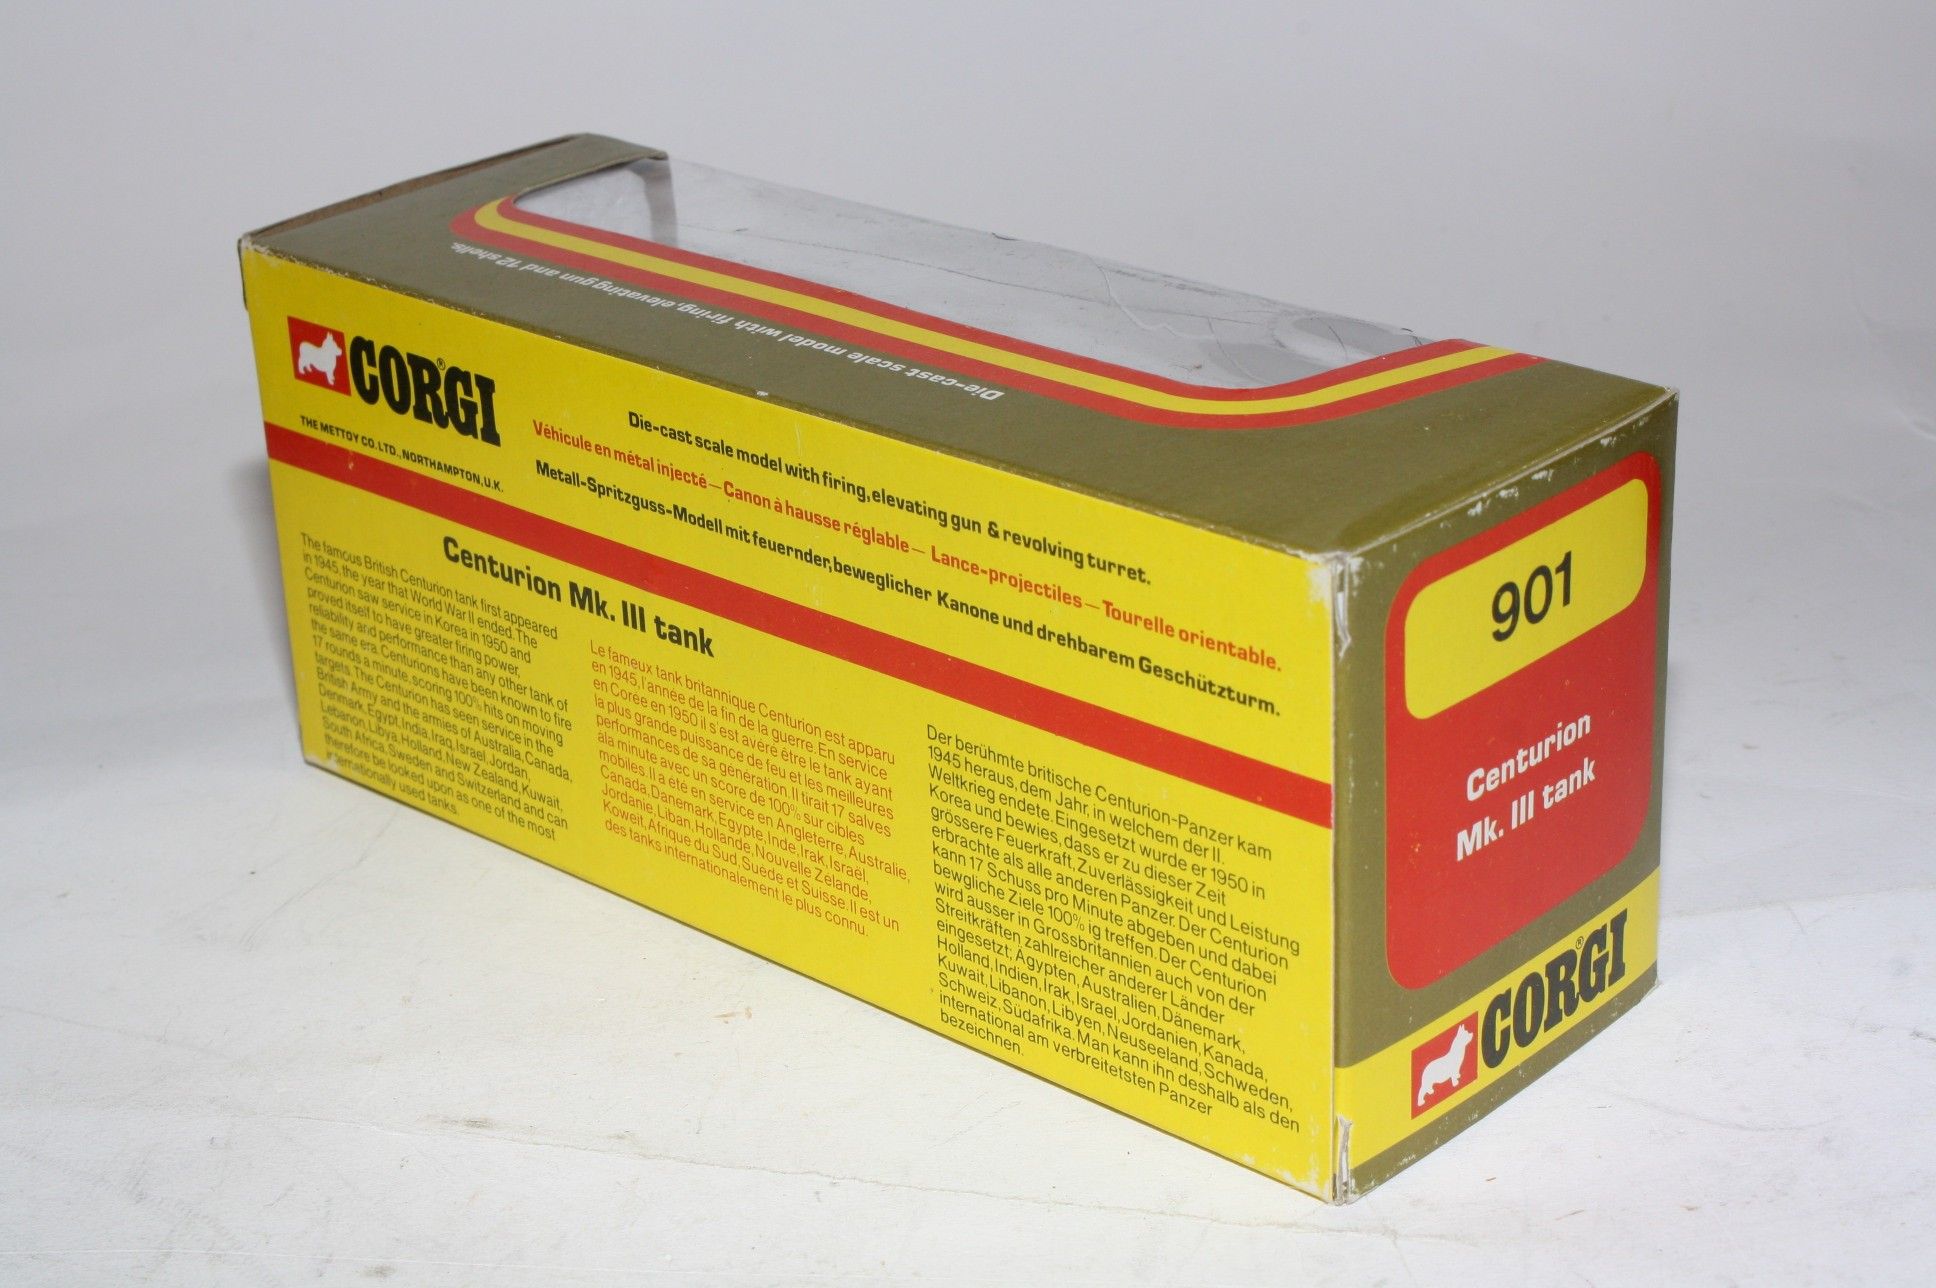 Die-cast scale model with firing, elevating gun and 12 shells.
CORGI®
THE METTOY CO. LTD., NORTHAMPTON, U.K.
Die-cast scale model with firing, elevating gun & revolving turret.
Véhicule en métal injecté — Canon à hausse réglable — Lance-projectiles — Tourelle orientable.
Metall-Spritzguss-Modell mit feuernder, beweglicher Kanone und drehbarem Geschützturm.
Centurion Mk. III tank
The famous British Centurion tank first appeared
in 1945, the year that World War II ended. The
Centurion saw service in Korea in 1950 and
proved itself to have greater firing power,
reliability and performance than any other tank of
the same era. Centurions have been known to fire
17 rounds a minute, scoring 100% hits on moving
targets. The Centurion has seen service in the
British Army and the armies of Australia, Canada,
Denmark, Egypt, India, Iraq, Israel, Jordan,
Lebanon, Libya, Holland, New Zealand, Kuwait,
South Africa, Sweden and Switzerland and can
therefore be looked upon as one of the most
internationally used tanks.
Le fameux tank britannique Centurion est apparu
en 1945, l'année de la fin de la guerre. En service
en Corée en 1950 il s'est avéré être le tank ayant
la plus grande puissance de feu et les meilleures
performances de sa génération. Il tirait 17 salves
àla minute avec un score de 100% sur cibles
mobiles. Il a été en service en Angleterre, Australie,
Canada, Danemark, Egypte, Inde, Irak, Israël,
Jordanie, Liban, Hollande, Nouvelle Zelande,
Koweit, Afrique du Sud, Suede et Suisse. Il est un
des tanks internationalement le plus connu.
Der berühmte britische Centurion-Panzer kam
1945 heraus, dem Jahr, in welchem der II.
Weltkrieg endete. Eingesetzt wurde er 1950 in
Korea und bewies, dass er zu dieser Zeit
grössere Feuerkraft, Zuverlässigkeit und Leistung
erbrachte als alle anderen Panzer. Der Centurion
kann 17 Schuss pro Minute abgeben und dabei
bewgliche Ziele 100% ig treffen. Der Centurion
wird ausser in Grossbritannien auch von der
Streitkräften zahlreicher anderer Länder
eingesetzt; Ägypten, Australien, Dänemark,
Holland, Indien, Irak, Israel, Jordanien, Kanada,
Kuwait, Libanon, Libyen, Neuseeland, Schweden,
Schweiz, Südafrika. Man kann ihn deshalb als den
international am verbreitetsten Panzer
bezeichnen.
901
Centurion
Mk. III tank
CORGI®